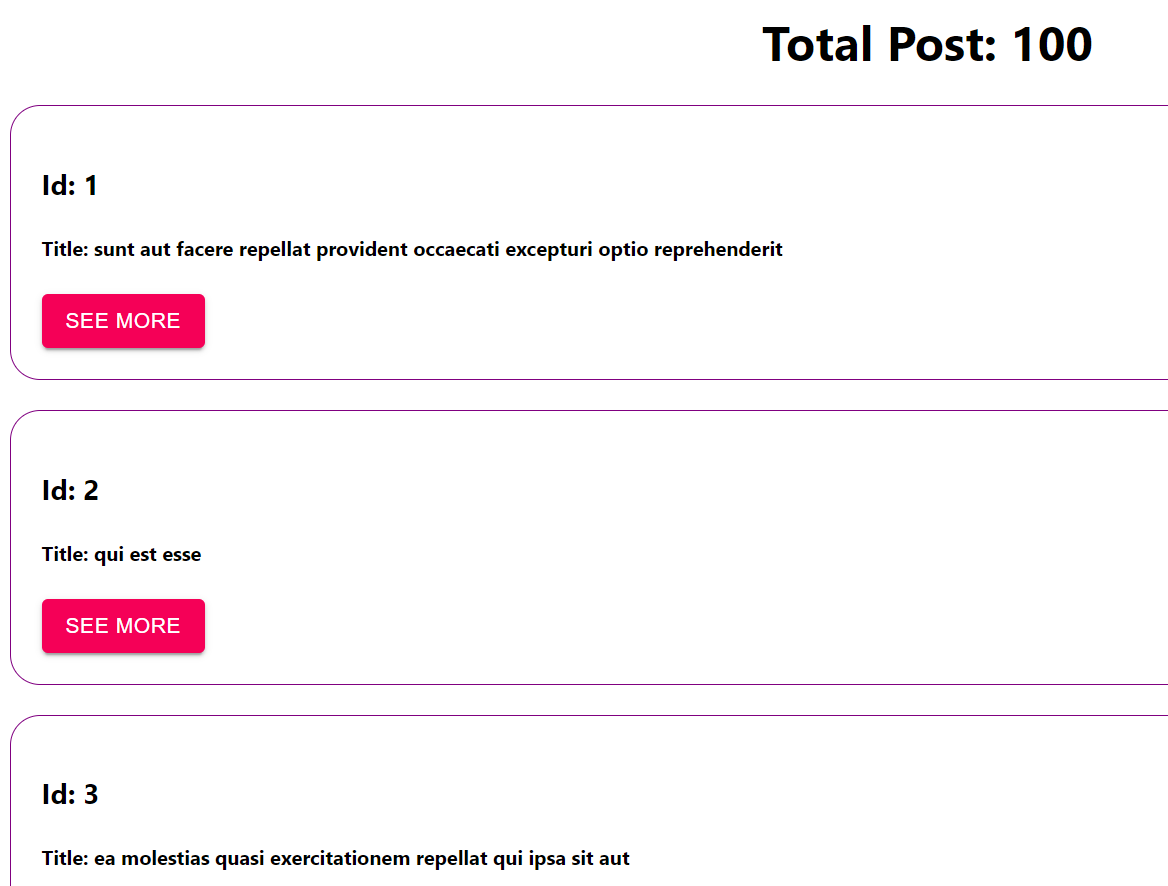 Total Post: 100
Id: 1
Title: sunt aut facere repellat provident occaecati excepturi optio reprehenderit
SEE MORE
Id: 2
Title: qui est esse
SEE MORE
Id: 3
Title: ea molestias quasi exercitationem repellat qui ipsa sit aut